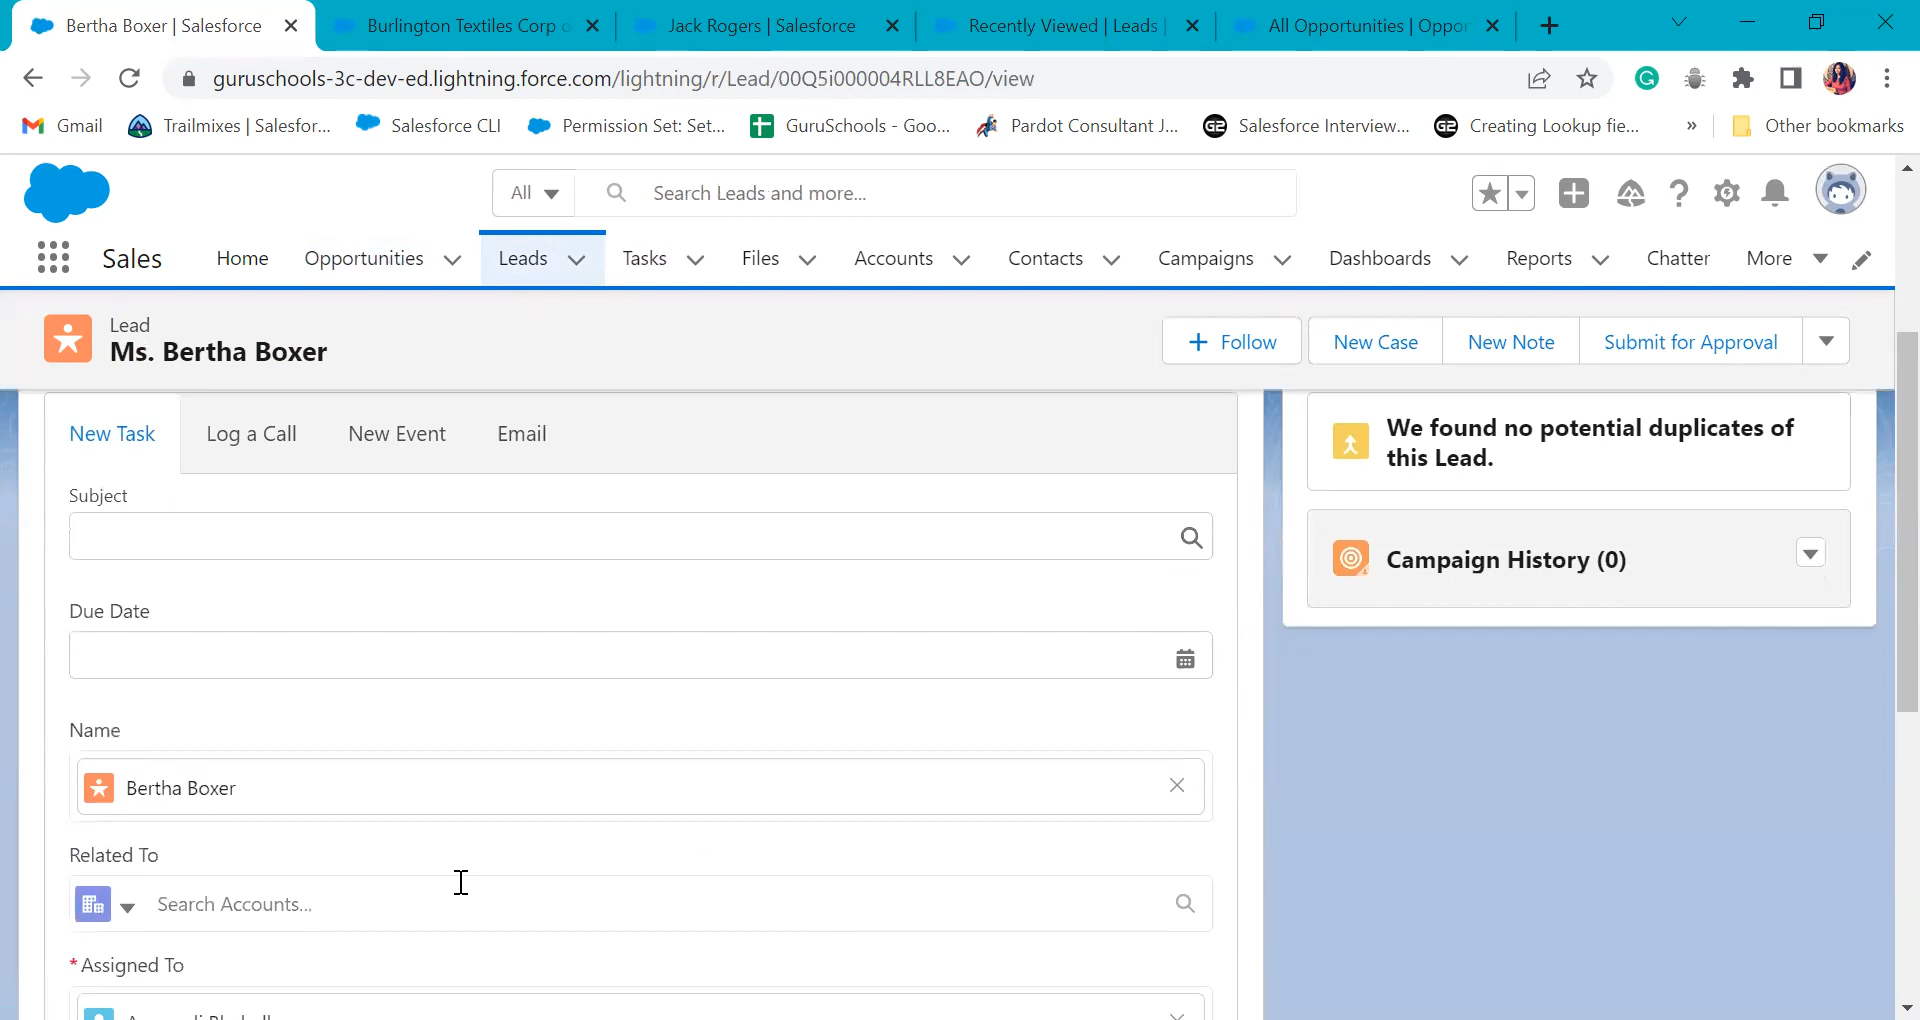 Bertha Boxer | Salesforce
Burlington Textiles Corp o
Jack Rogers | Salesforce
Recently Viewed | Leads |
All Opportunities | Oppor
guruschools-3c-dev-ed.lightning.force.com/lightning/r/Lead/00Q5i000004RLL8EAO/view
Gmail
Trailmixes | Salesfor...
Salesforce CLI
Permission Set: Set...
GuruSchools - Goo...
Pardot Consultant J...
Salesforce Interview...
Creating Lookup fie...
»
Other bookmarks
All
Search Leads and more...
Sales
Home
Opportunities
Leads
Tasks
Files
Accounts
Contacts
Campaigns
Dashboards
Reports
Chatter
More
Lead
Ms. Bertha Boxer
+ Follow
New Case
New Note
Submit for Approval
New Task
Log a Call
New Event
Email
We found no potential duplicates of
this Lead.
Subject
Campaign History (0)
Due Date
Name
Bertha Boxer
Related To
Search Accounts...
*Assigned To